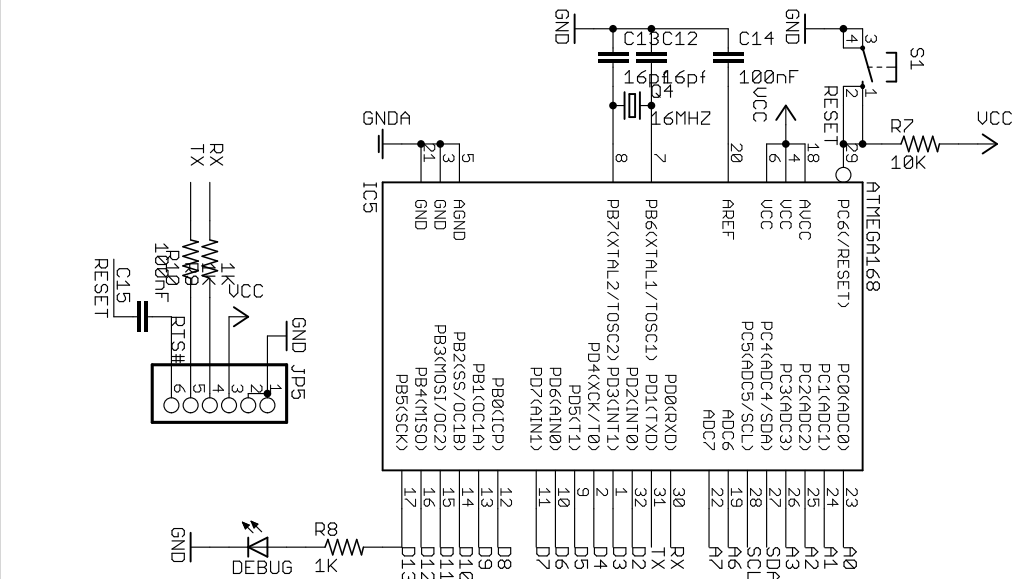 GND
C13
C12
C14
16pf
16pf
100nF
Q4
16MHZ
VCC
GND
4
3
S1
2
1
RESET
R7
10K
VCC
GNDA
21
3
5
8
7
20
6
4
18
29
IC5
ATMEGA168
GND
GND
AGND
PB7(XTAL2/TOSC2)
PB6(XTAL1/TOSC1)
AREF
VCC
VCC
AVCC
PC6(/RESET)
TX
RX
RESET
C15
100nF
R10
R9
1K
1K
VCC
RTS#
GND
JP5
6
5
4
3
2
1
PB5(SCK)
PB4(MISO)
PB3(MOSI/OC2)
PB2(SS/OC1B)
PB1(OC1A)
PB0(ICP)
PD7(AIN1)
PD6(AIN0)
PD5(T1)
PD4(XCK/T0)
PD3(INT1)
PD2(INT0)
PD1(TXD)
PD0(RXD)
ADC7
ADC6
PC5(ADC5/SCL)
PC4(ADC4/SDA)
PC3(ADC3)
PC2(ADC2)
PC1(ADC1)
PC0(ADC0)
17
16
15
14
13
12
11
10
9
2
1
32
31
30
22
19
28
27
26
25
24
23
GND
DEBUG
R8
1K
D13
D12
D11
D10
D9
D8
D7
D6
D5
D4
D3
D2
TX
RX
A7
A6
SCL
SDA
A3
A2
A1
A0